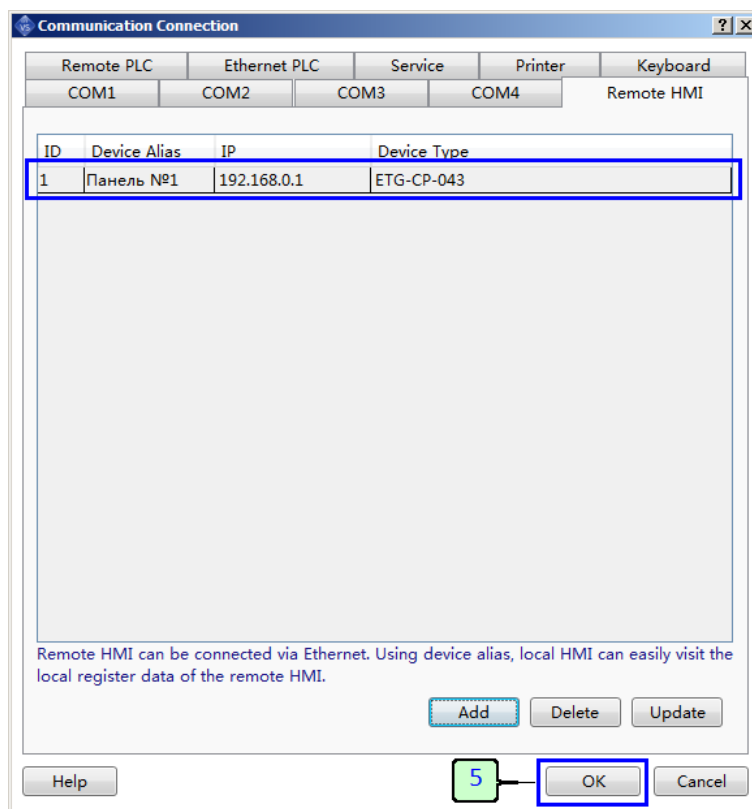 Communication Connection
Remote PLC Ethernet PLC Service Printer Keyboard
COM1 COM2 COM3 COM4 Remote HMI
ID Device Alias IP Device Type
1 Панель №1 192.168.0.1 ETG-CP-043
Remote HMI can be connected via Ethernet. Using device alias, local HMI can easily visit the
local register data of the remote HMI.
Add Delete Update
Help 5 OK Cancel